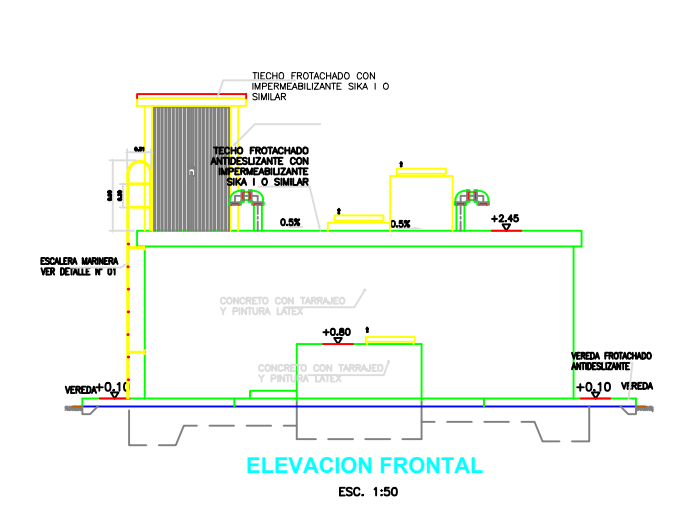 TIECHO FROTACHADO CON
IMPERMEABILIZANTE SIKA I O
SIMILAR
TECHO FROTACHADO
ANTIDESLIZANTE CON
IMPERMEABILIZANTE
SIKA I O SIMILAR
0.5%
0.5%
+2.45
ESCALERA MARINERA
VER DETALLE N° 01
CONCRETO CON TARRAJEO
Y PINTURA LATEX
+0.80
CONCRETO CON TARRAJEO
Y PINTURA LATEX
VEREDA FROTACHADO
ANTIDESLIZANTE
VEREDA
+0.10
+0.10
VEREDA
ELEVACION FRONTAL
ESC. 1:50